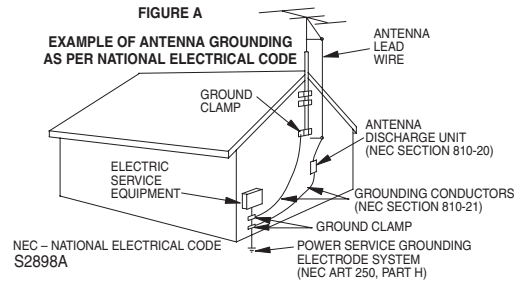 FIGURE A
EXAMPLE OF ANTENNA GROUNDING
AS PER NATIONAL ELECTRICAL CODE
ANTENNA
LEAD
WIRE
GROUND
CLAMP
ANTENNA
DISCHARGE UNIT
(NEC SECTION 810-20)
ELECTRIC
SERVICE
EQUIPMENT
GROUNDING CONDUCTORS
(NEC SECTION 810-21)
GROUND CLAMP
POWER SERVICE GROUNDING
ELECTRODE SYSTEM
(NEC ART 250, PART H)
NEC – NATIONAL ELECTRICAL CODE
S2898A